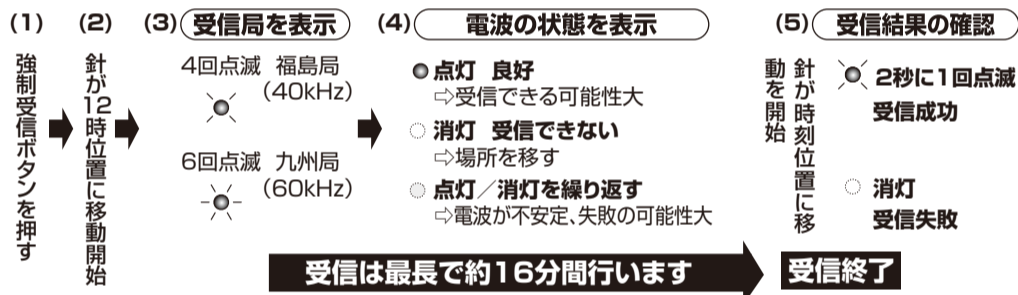 (1)
強制受信ボタンを押す
(2)
針が12時位置に移動開始
(3) 受信局を表示
4回点滅 福島局
(40kHz)
6回点滅 九州局
(60kHz)
(4) 電波の状態を表示
点灯 良好
⇨受信できる可能性大
消灯 受信できない
⇨場所を移す
点灯/消灯を繰り返す
⇨電波が不安定、失敗の可能性大
(5) 受信結果の確認
針が時刻位置に移
動を開始
2秒に1回点滅
受信成功
消灯
受信失敗
受信は最長で約16分間行います
受信終了